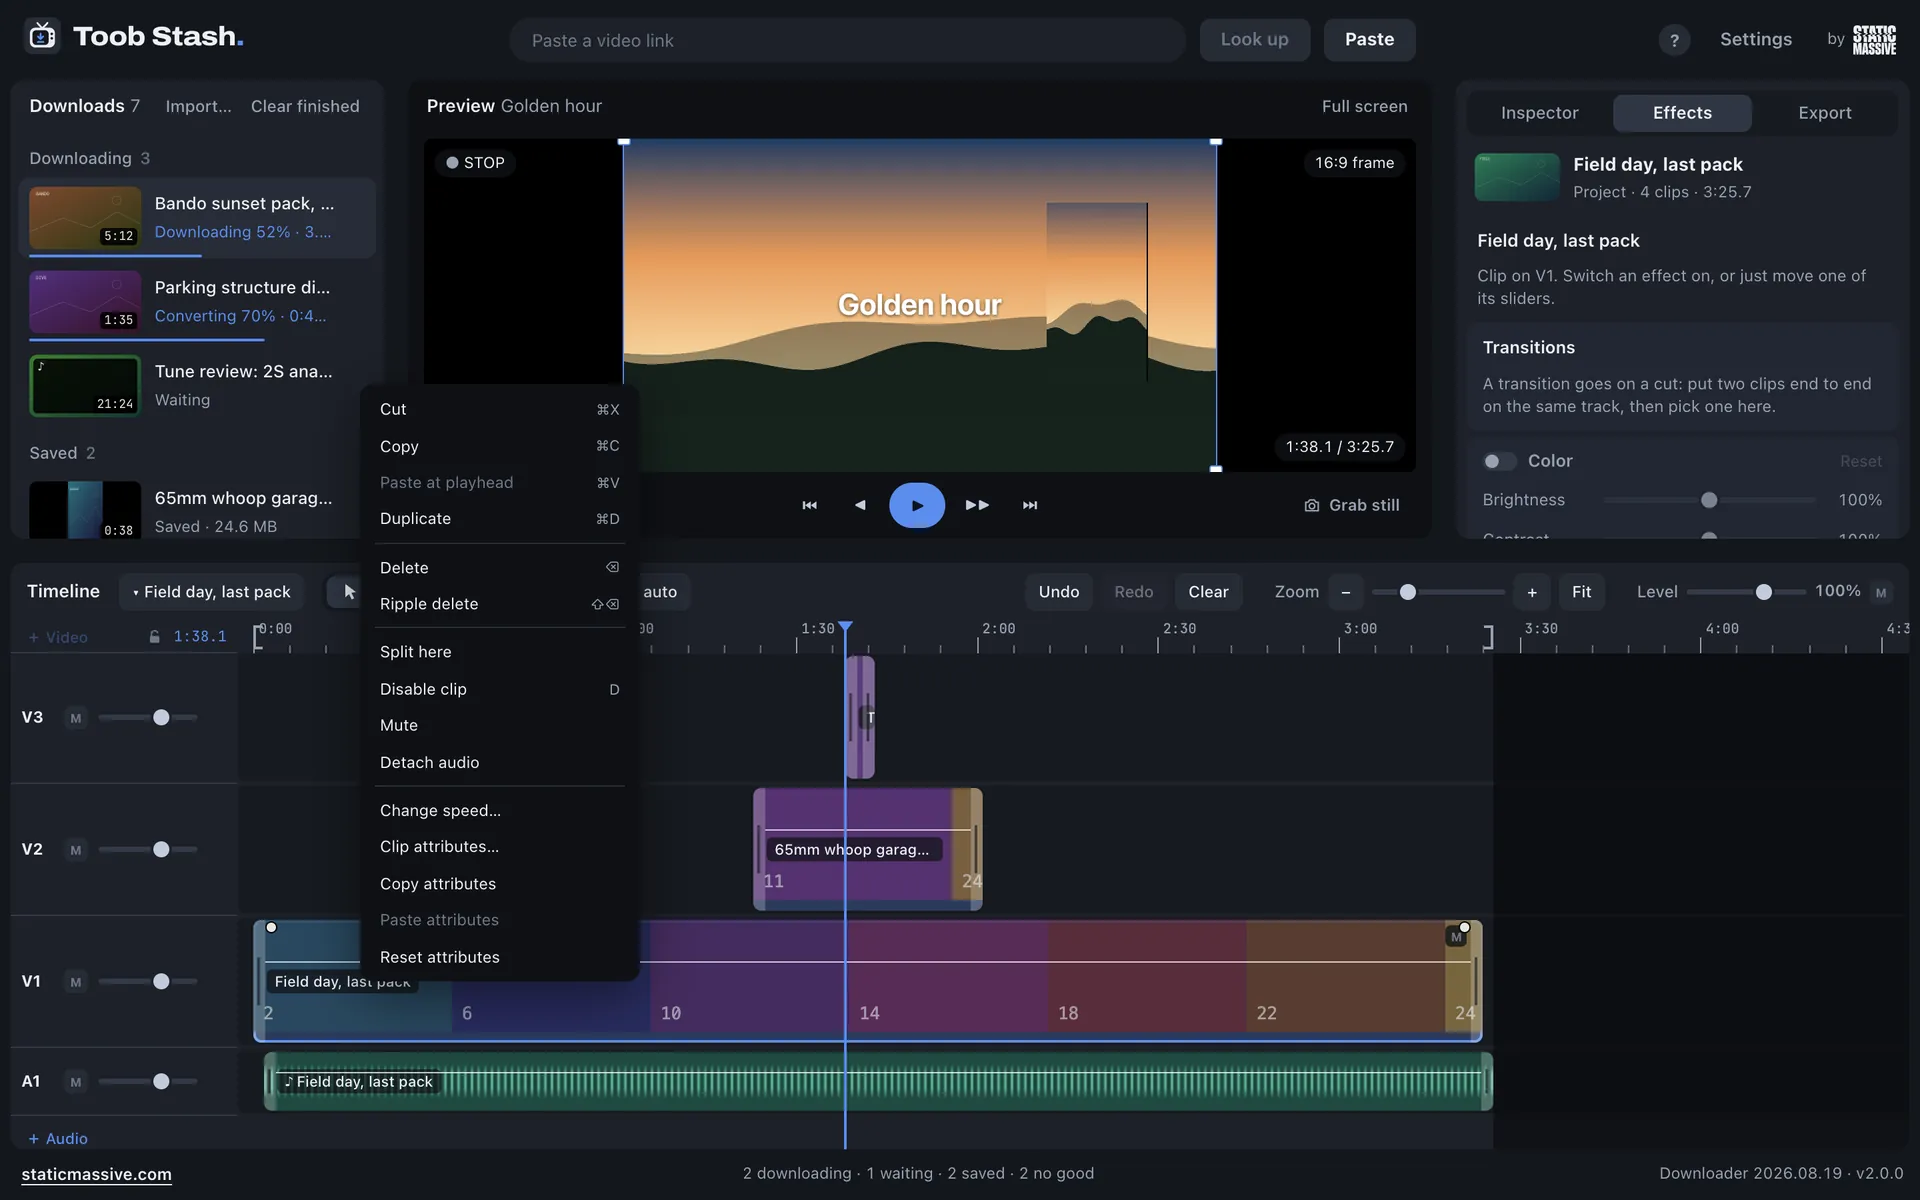 Toob Stash.
Paste a video link
Look up
Paste
?
Settings
by STATIC MASSIVE
Downloads 7
Import...
Clear finished
Downloading 3
5:12
Bando sunset pack, ...
Downloading 52% · 3....
1:35
Parking structure di...
Converting 70% · 0:4...
21:24
Tune review: 2S ana...
Waiting
Saved 2
0:38
65mm whoop garag...
Saved · 24.6 MB
Preview Golden hour
Full screen
STOP
16:9 frame
Golden hour
1:38.1 / 3:25.7
Grab still
Inspector
Effects
Export
Field day, last pack
Project · 4 clips · 3:25.7
Field day, last pack
Clip on V1. Switch an effect on, or just move one of
its sliders.
Transitions
A transition goes on a cut: put two clips end to end
on the same track, then pick one here.
Color
Reset
Brightness
100%
Contrast
100%
Cut ⌘X
Copy ⌘C
Paste at playhead ⌘V
Duplicate ⌘D
Delete ⌫
Ripple delete ⇧⌫
Split here
Disable clip D
Mute
Detach audio
Change speed...
Clip attributes...
Copy attributes
Paste attributes
Reset attributes
Timeline
Field day, last pack
auto
Undo
Redo
Clear
Zoom
−
+
Fit
Level
100%
M
+ Video
1:38.1
0:00
00
1:30
2:00
2:30
3:00
3:30
4:00
4:3
V3
M
T
V2
M
65mm whoop garag...
11
24
V1
M
M
Field day, last pack
2
6
10
14
18
22
24
A1
M
♪ Field day, last pack
+ Audio
staticmassive.com
2 downloading · 1 waiting · 2 saved · 2 no good
Downloader 2026.08.19 · v2.0.0